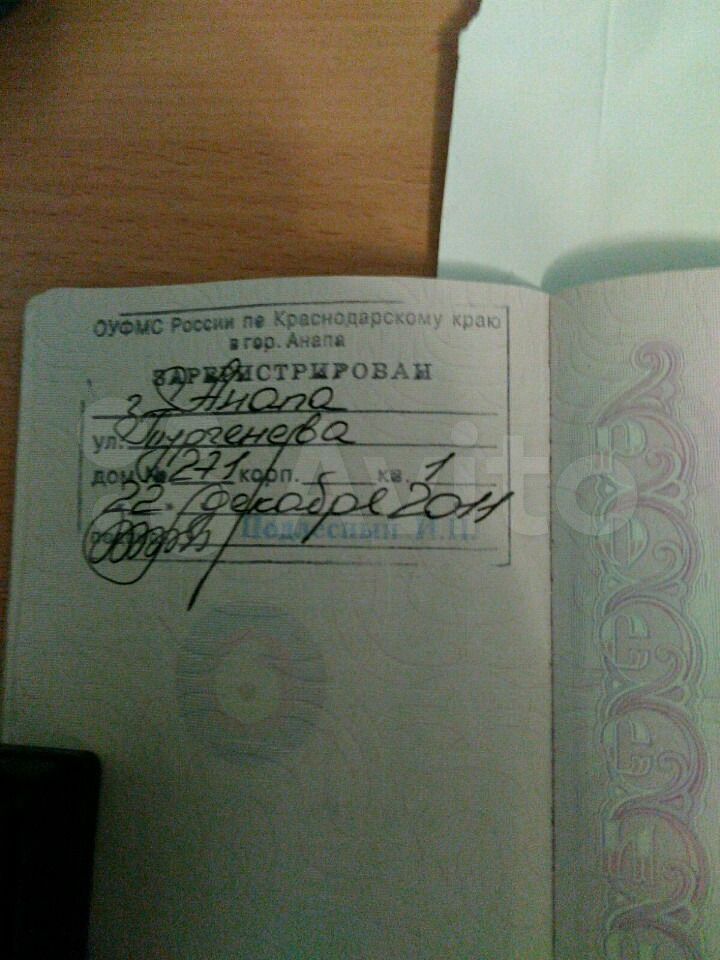 ОУФМС России по Краснодарскому краю
в гор. Анапа
ЗАРЕГИСТРИРОВАН
г. Анапа
ул. Тургенева
дом № 271 корп. – кв. 1
22 декабря 2011
Avito